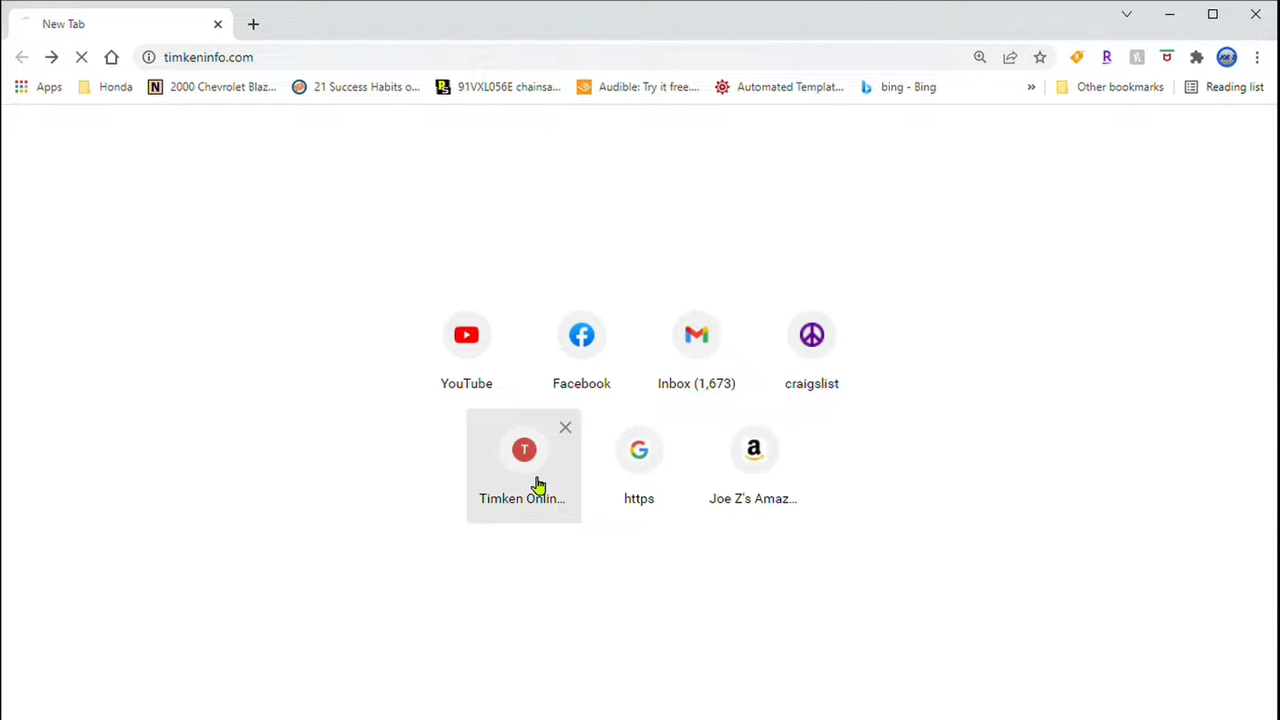 New Tab
timkeninfo.com
R
JOE Z
Apps Honda N 2000 Chevrolet Blaz... 21 Success Habits o... 91VXL056E chainsa... Audible: Try it free.... Automated Templat... bing - Bing » Other bookmarks Reading list
YouTube Facebook Inbox (1,673) craigslist
T a
Timken Onlin... https Joe Z's Amaz...